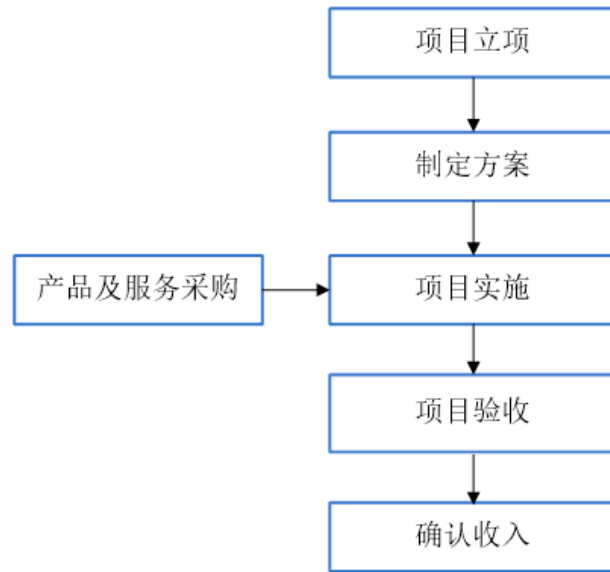 项目立项
制定方案
产品及服务采购
项目实施
项目验收
确认收入